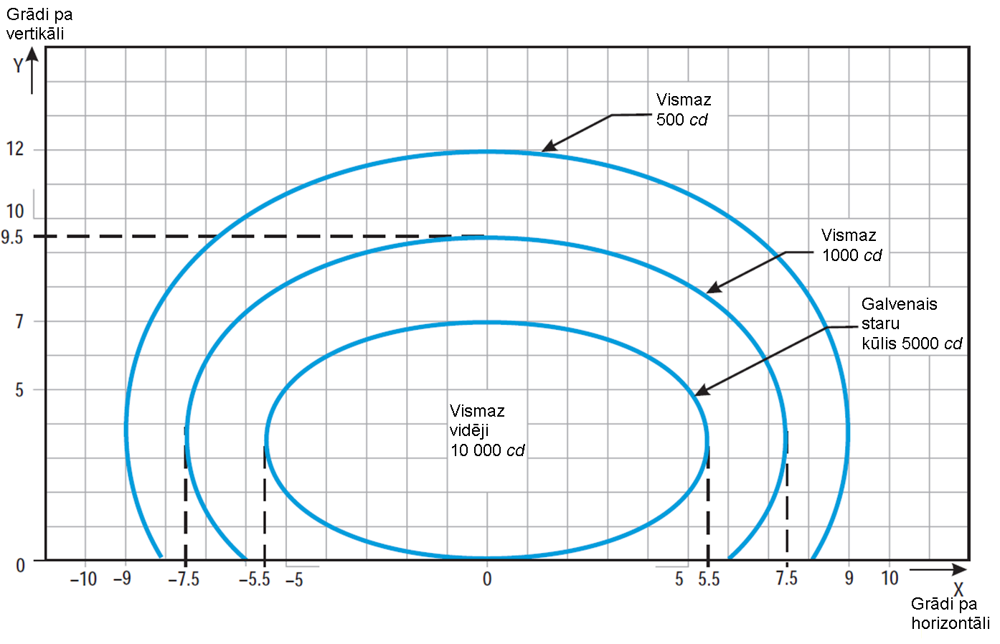 Grādi pa
vertikāli
Y
Vismaz
500 cd
12
10
9.5
Vismaz
1000 cd
Galvenais
staru
kūlis 5000 cd
7
5
Vismaz
vidēji
10 000 cd
0
–10 –9 –7.5 –5.5 –5 0 5 5.5 7.5 9 10
X
Grādi pa
horizontāli